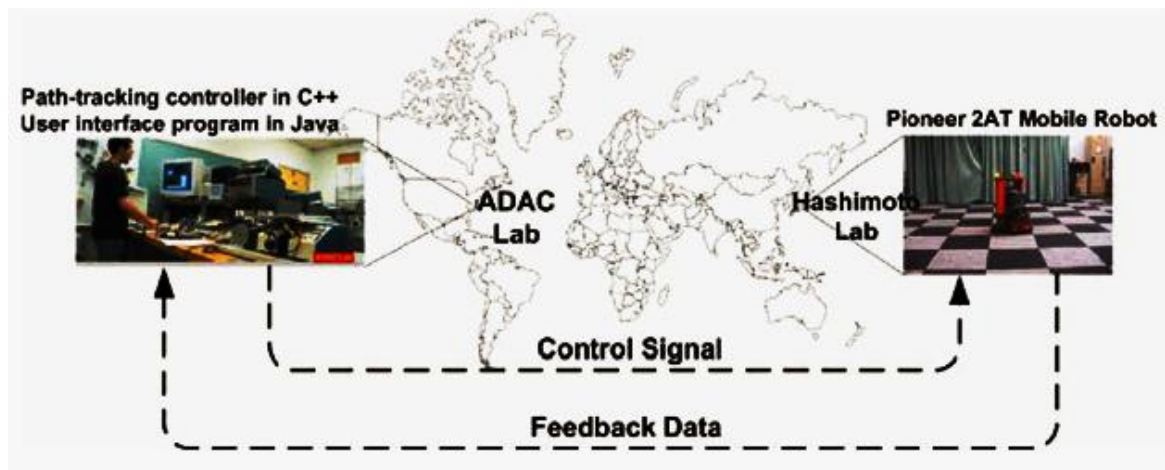 Path-tracking controller in C++
User interface program in Java
Pioneer 2AT Mobile Robot
ADAC
Lab
Hashimoto
Lab
Control Signal
Feedback Data